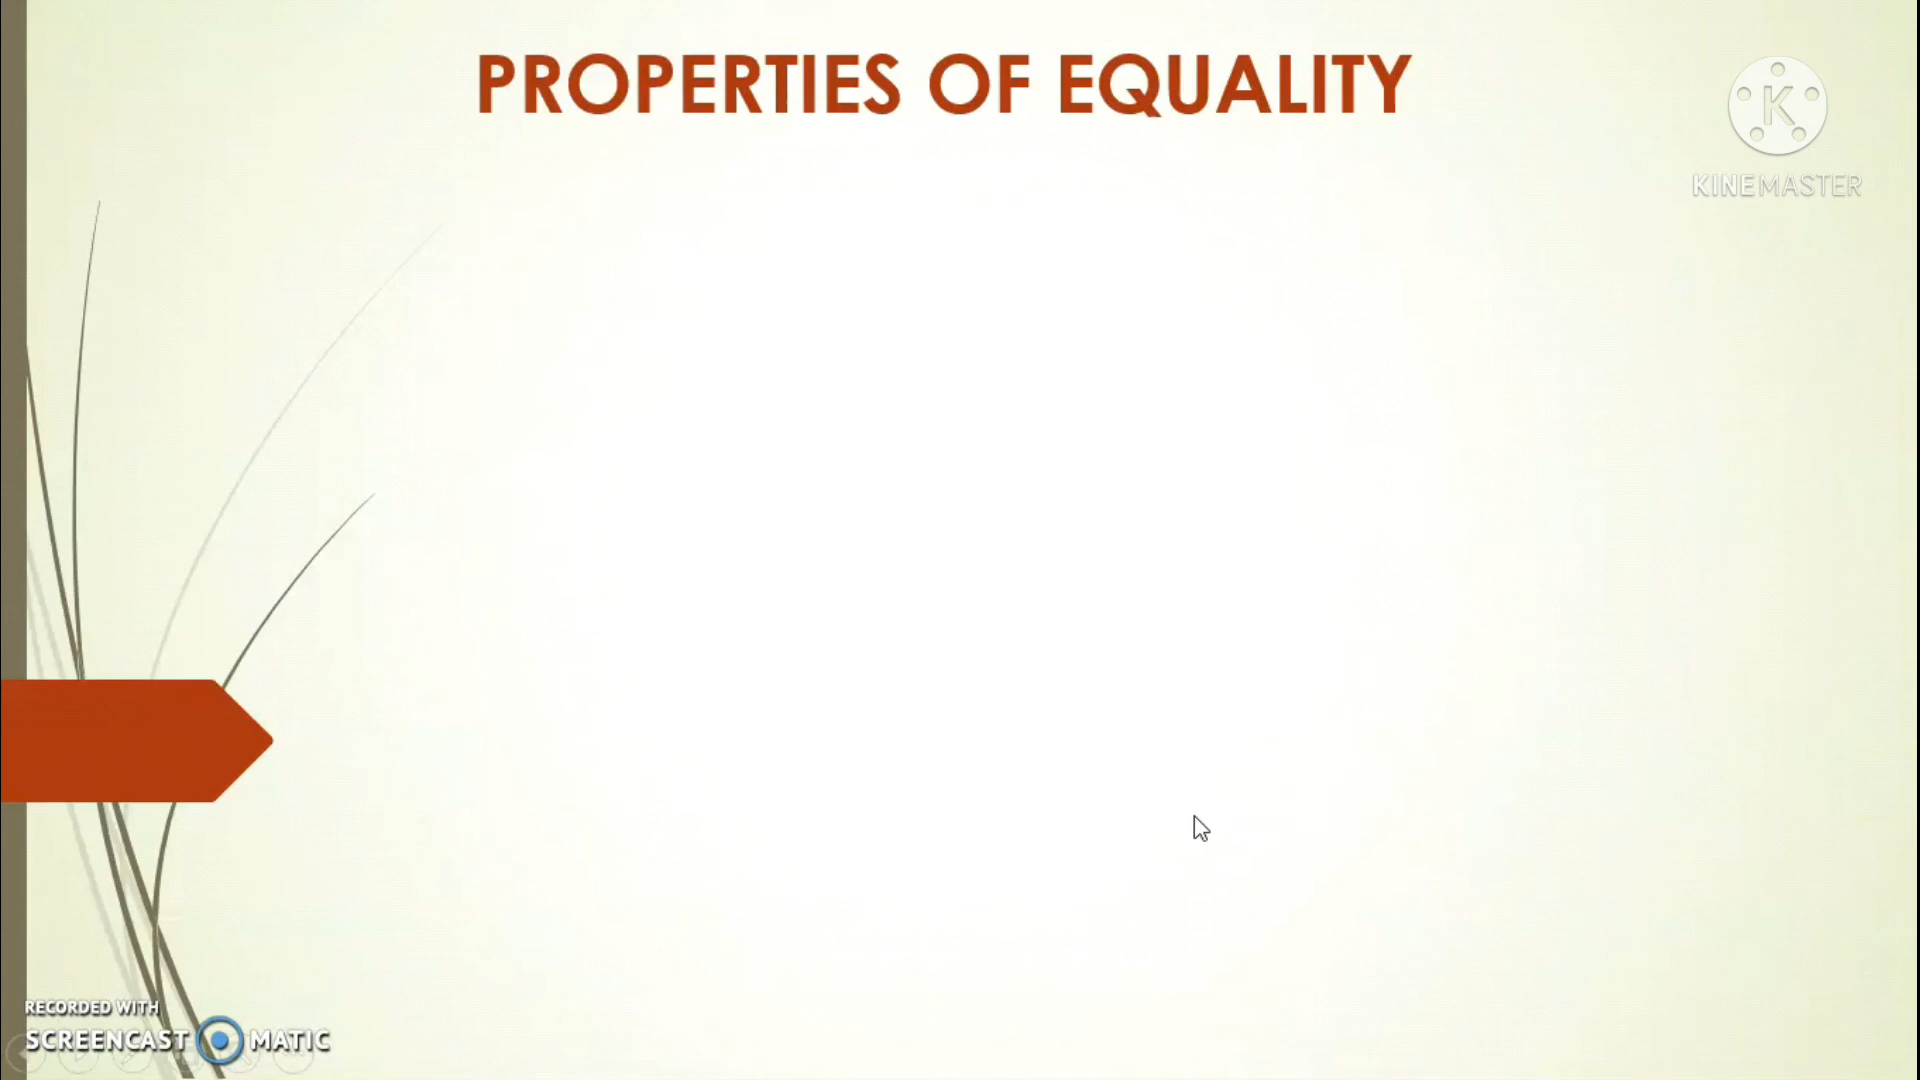 PROPERTIES OF EQUALITY
K
KINEMASTER
RECORDED WITH
SCREENCAST MATIC